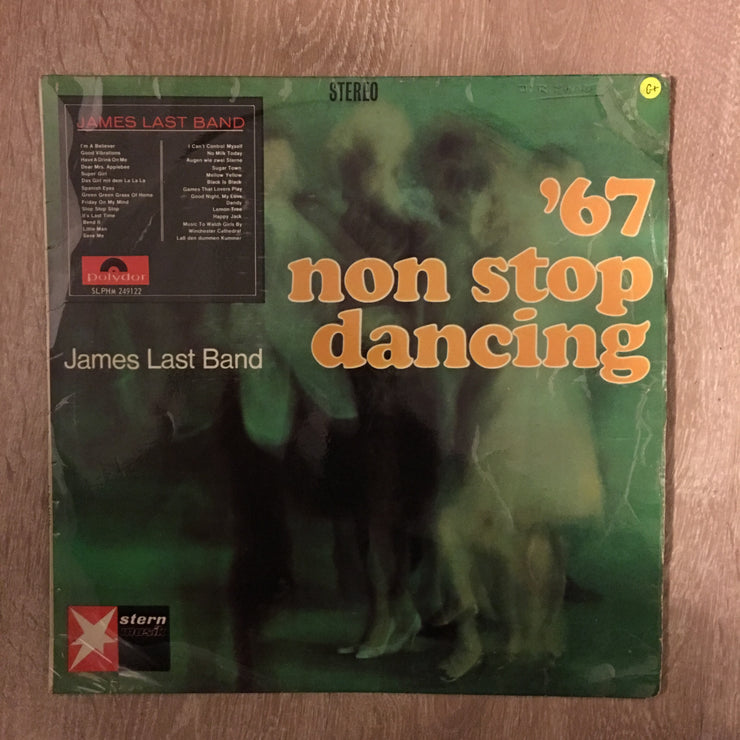 STEREO
G+
JAMES LAST BAND
I'm A Believer
Good Vibrations
Have A Drink On Me
Dear Mrs. Applebee
Super Girl
Das Girl mit dem La La La
Spanish Eyes
Green Green Grass Of Home
Friday On My Mind
Stop Stop Stop
It's Last Time
Bend It
Little Man
Save Me
I Can't Control Myself
No Milk Today
Augen wie zwei Sterne
Sugar Town
Mellow Yellow
Black Is Black
Games That Lovers Play
Good Night, My Love
Dandy
Lemon Tree
Happy Jack
Music To Watch Girls By
Winchester Cathedral
Laß den dummen Kummer
Polydor
SLPHM 249122
'67
non stop
dancing
James Last Band
stern
musik